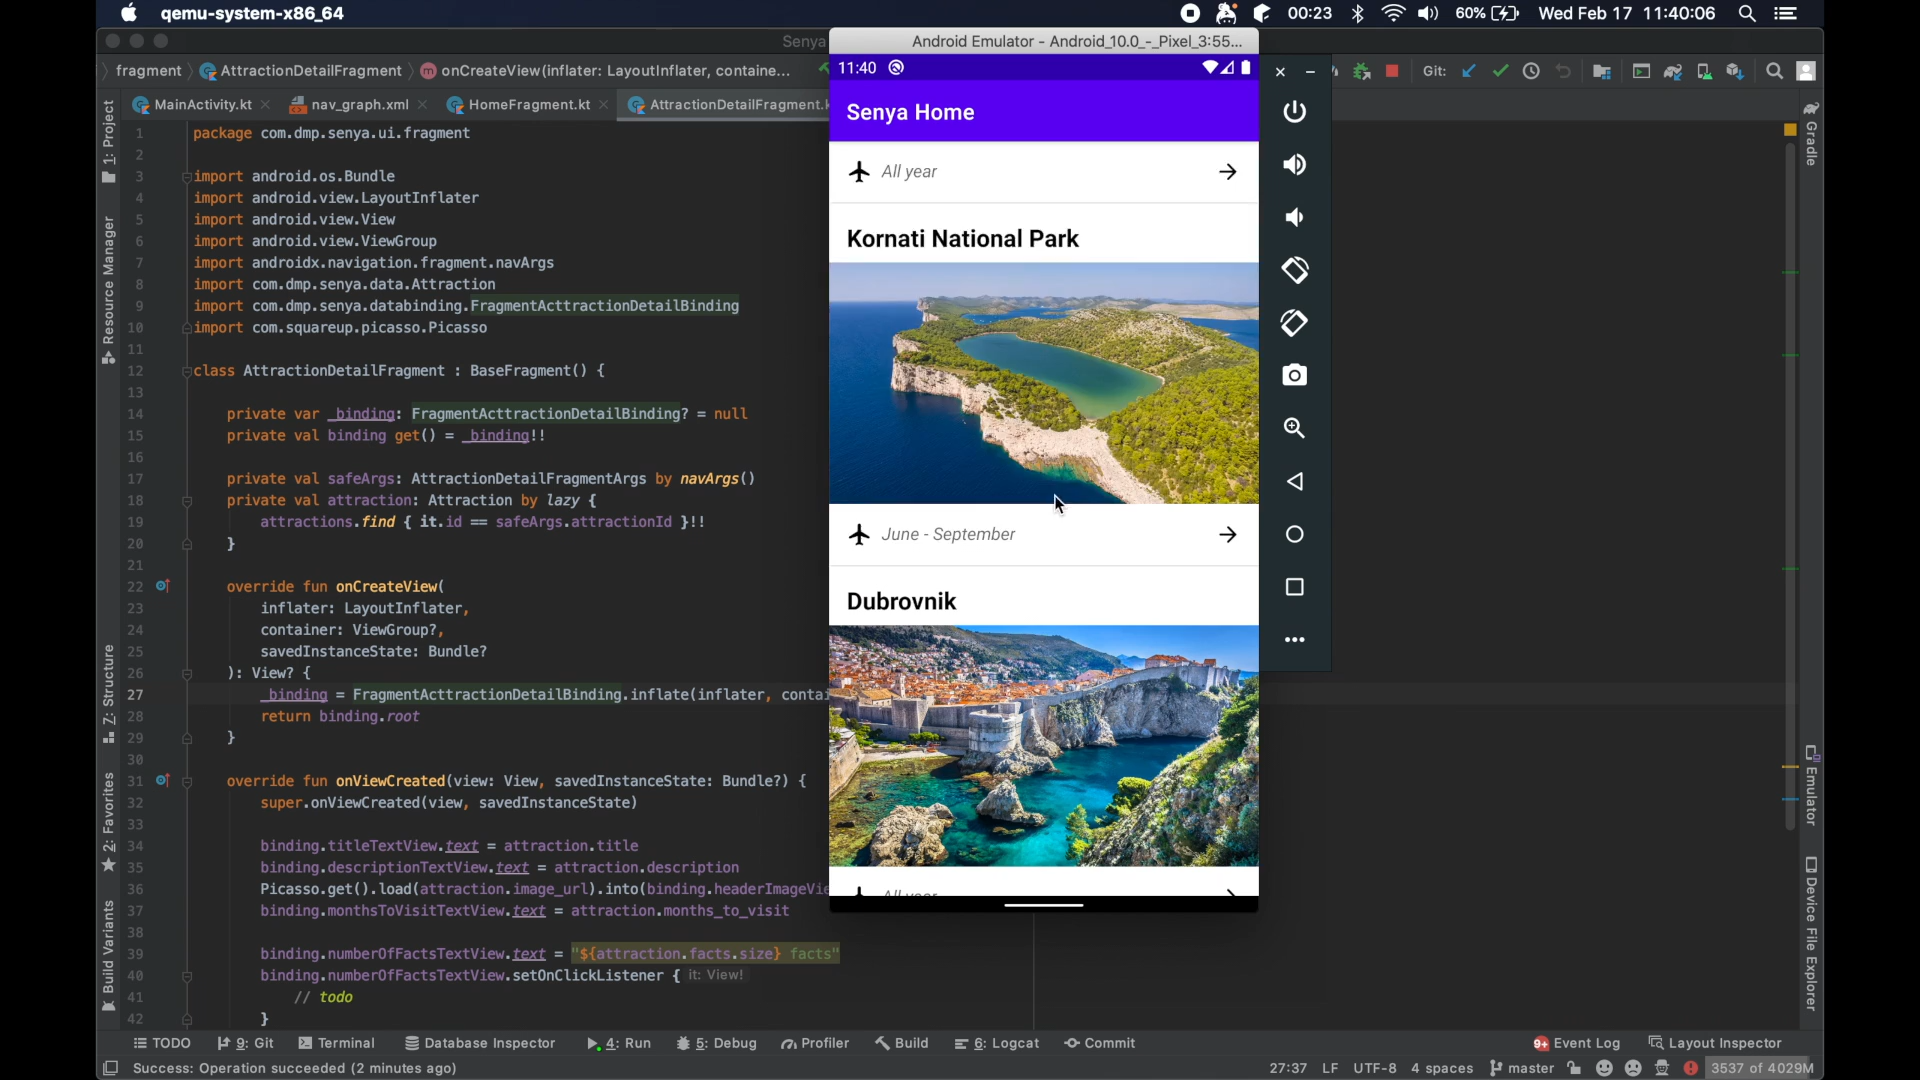 qemu-system-x86_64
00:23
60%
Wed Feb 17 11:40:06
Senya
Android Emulator - Android_10.0_-_Pixel_3:55...
fragment
AttractionDetailFragment
onCreateView(inflater: LayoutInflater, containe...
Git:
MainActivity.kt
nav_graph.xml
HomeFragment.kt
AttractionDetailFragment.k
1: Project
Resource Manager
Z: Structure
2: Favorites
Build Variants
1 package com.dmp.senya.ui.fragment
2
3 import android.os.Bundle
4 import android.view.LayoutInflater
5 import android.view.View
6 import android.view.ViewGroup
7 import androidx.navigation.fragment.navArgs
8 import com.dmp.senya.data.Attraction
9 import com.dmp.senya.databinding.FragmentActtractionDetailBinding
10 import com.squareup.picasso.Picasso
11
12 class AttractionDetailFragment : BaseFragment() {
13
14 private var _binding: FragmentActtractionDetailBinding? = null
15 private val binding get() = _binding!!
16
17 private val safeArgs: AttractionDetailFragmentArgs by navArgs()
18 private val attraction: Attraction by lazy {
19 attractions.find { it.id == safeArgs.attractionId }!!
20 }
21
22 override fun onCreateView(
23 inflater: LayoutInflater,
24 container: ViewGroup?,
25 savedInstanceState: Bundle?
26 ): View? {
27 _binding = FragmentActtractionDetailBinding.inflate(inflater, contai
28 return binding.root
29 }
30
31 override fun onViewCreated(view: View, savedInstanceState: Bundle?) {
32 super.onViewCreated(view, savedInstanceState)
33
34 binding.titleTextView.text = attraction.title
35 binding.descriptionTextView.text = attraction.description
36 Picasso.get().load(attraction.image_url).into(binding.headerImageVie
37 binding.monthsToVisitTextView.text = attraction.months_to_visit
38
39 binding.numberOfFactsTextView.text = "${attraction.facts.size} facts"
40 binding.numberOfFactsTextView.setOnClickListener { it: View!
41 // todo
42 }
11:40
Senya Home
All year
Kornati National Park
June - September
Dubrovnik
All year
Gradle
Emulator
Device File Explorer
TODO
9: Git
Terminal
Database Inspector
4: Run
5: Debug
Profiler
Build
6: Logcat
Commit
9+ Event Log
Layout Inspector
Success: Operation succeeded (2 minutes ago)
27:37
LF
UTF-8
4 spaces
master
3537 of 4029M